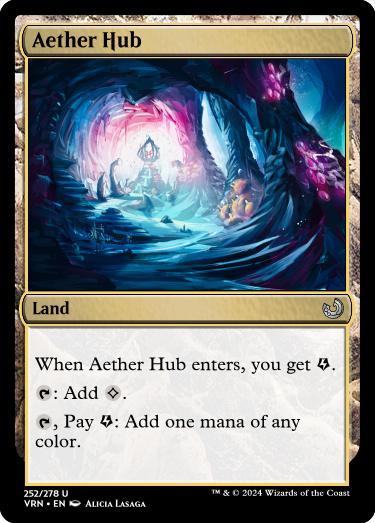 Aether Hub
Land
When Aether Hub enters, you get .
: Add .
, Pay : Add one mana of any
color.
252/278 U
VRN • EN Alicia Lasaga
™ & © 2024 Wizards of the Coast